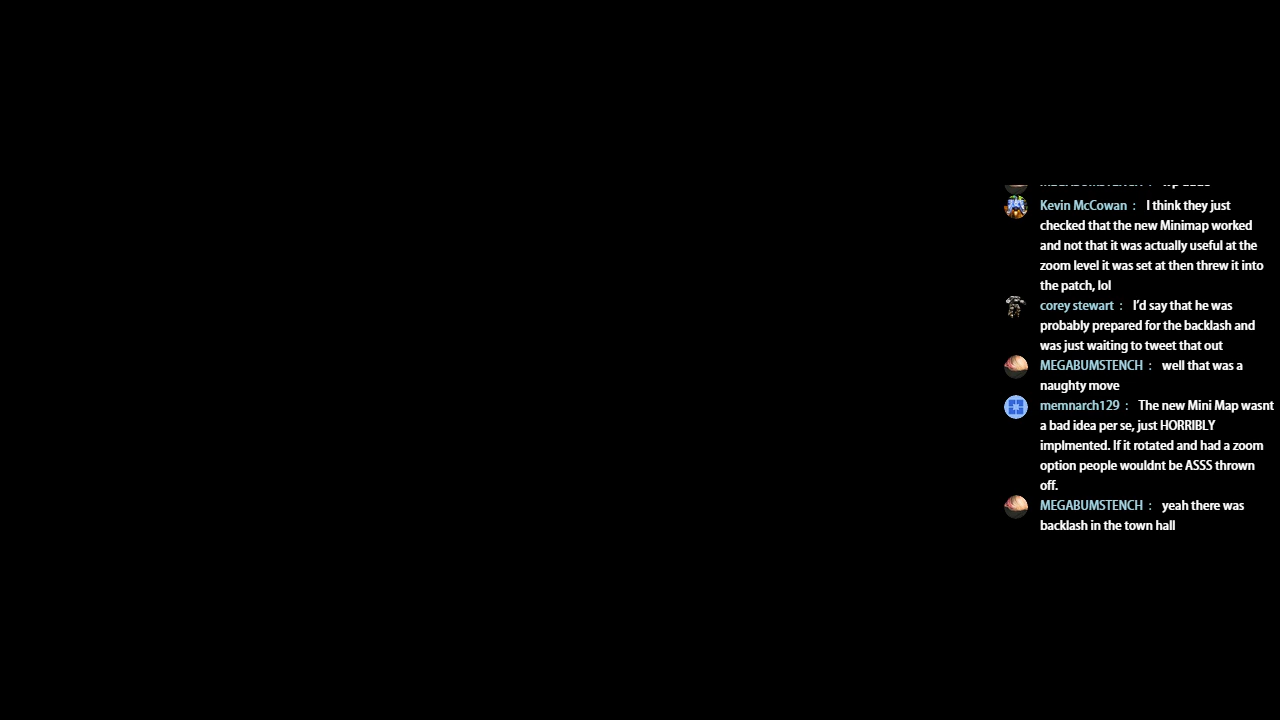 Kevin McCowan : I think they just
checked that the new Minimap worked
and not that it was actually useful at the
zoom level it was set at then threw it into
the patch, lol
corey stewart : I'd say that he was
probably prepared for the backlash and
was just waiting to tweet that out
MEGABUMSTENCH : well that was a
naughty move
memnarch129 : The new Mini Map wasnt
a bad idea per se, just HORRIBLY
implmented. If it rotated and had a zoom
option people wouldnt be ASSS thrown
off.
MEGABUMSTENCH : yeah there was
backlash in the town hall